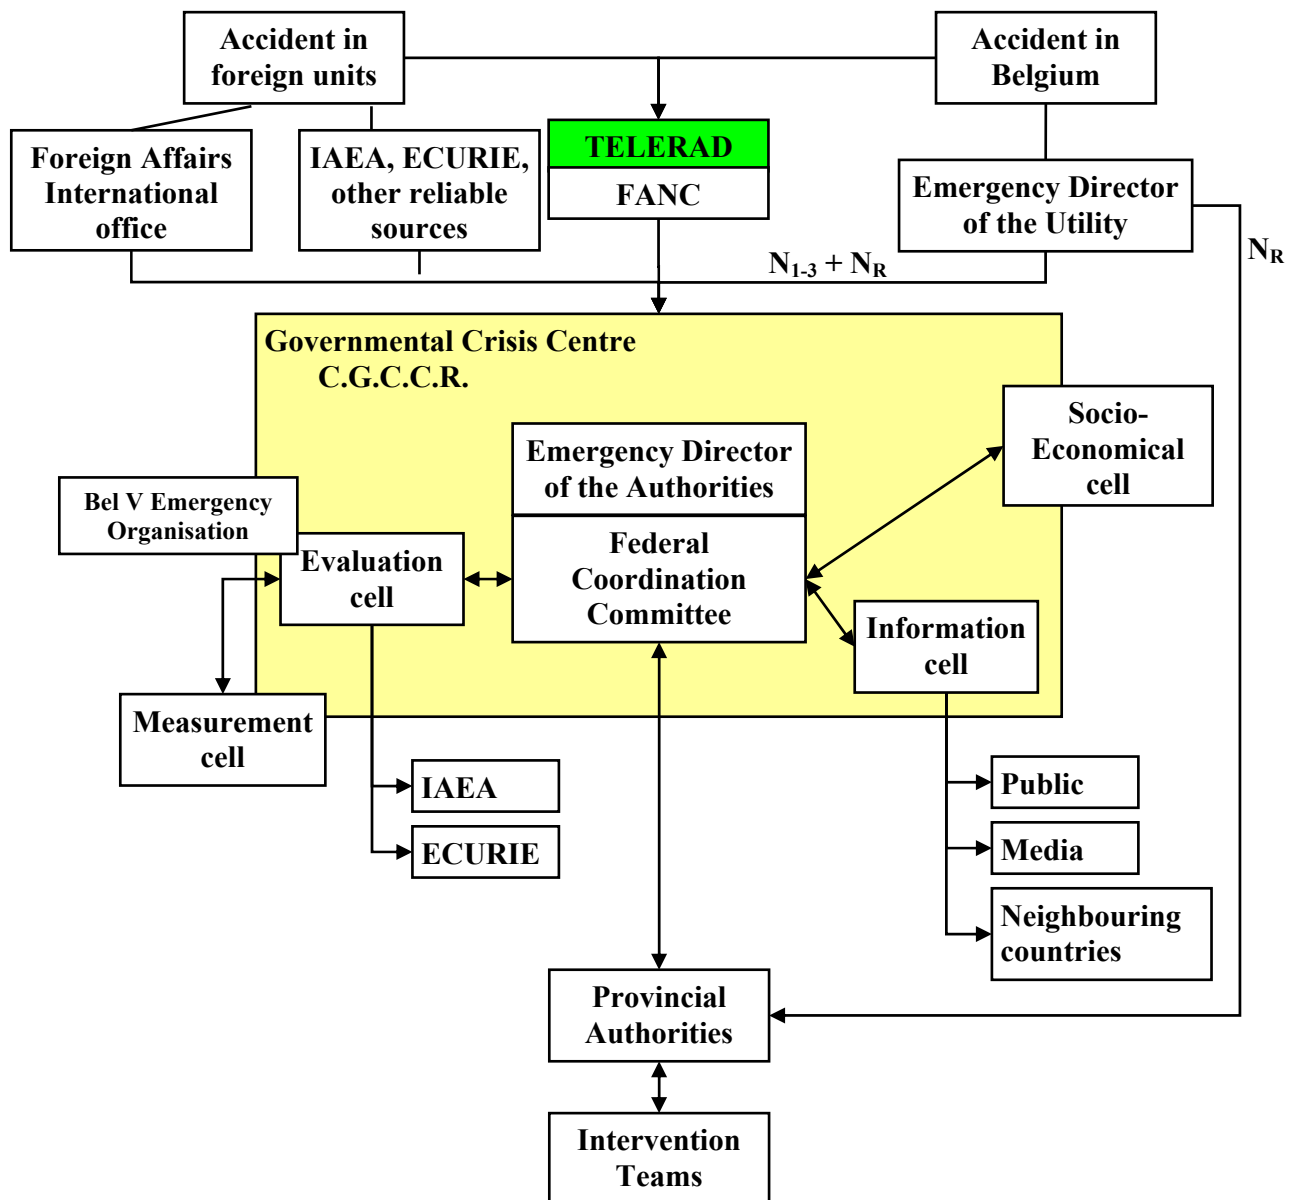 Accident in
foreign units
Accident in
Belgium
Foreign Affairs
International
office
IAEA, ECURIE,
other reliable
sources
TELERAD
FANC
Emergency Director
of the Utility
N1-3 + NR
NR
Governmental Crisis Centre
C.G.C.C.R.
Socio-
Economical
cell
Emergency Director
of the Authorities
Bel V Emergency
Organisation
Evaluation
cell
Federal
Coordination
Committee
Information
cell
Measurement
cell
IAEA
ECURIE
Public
Media
Neighbouring
countries
Provincial
Authorities
Intervention
Teams